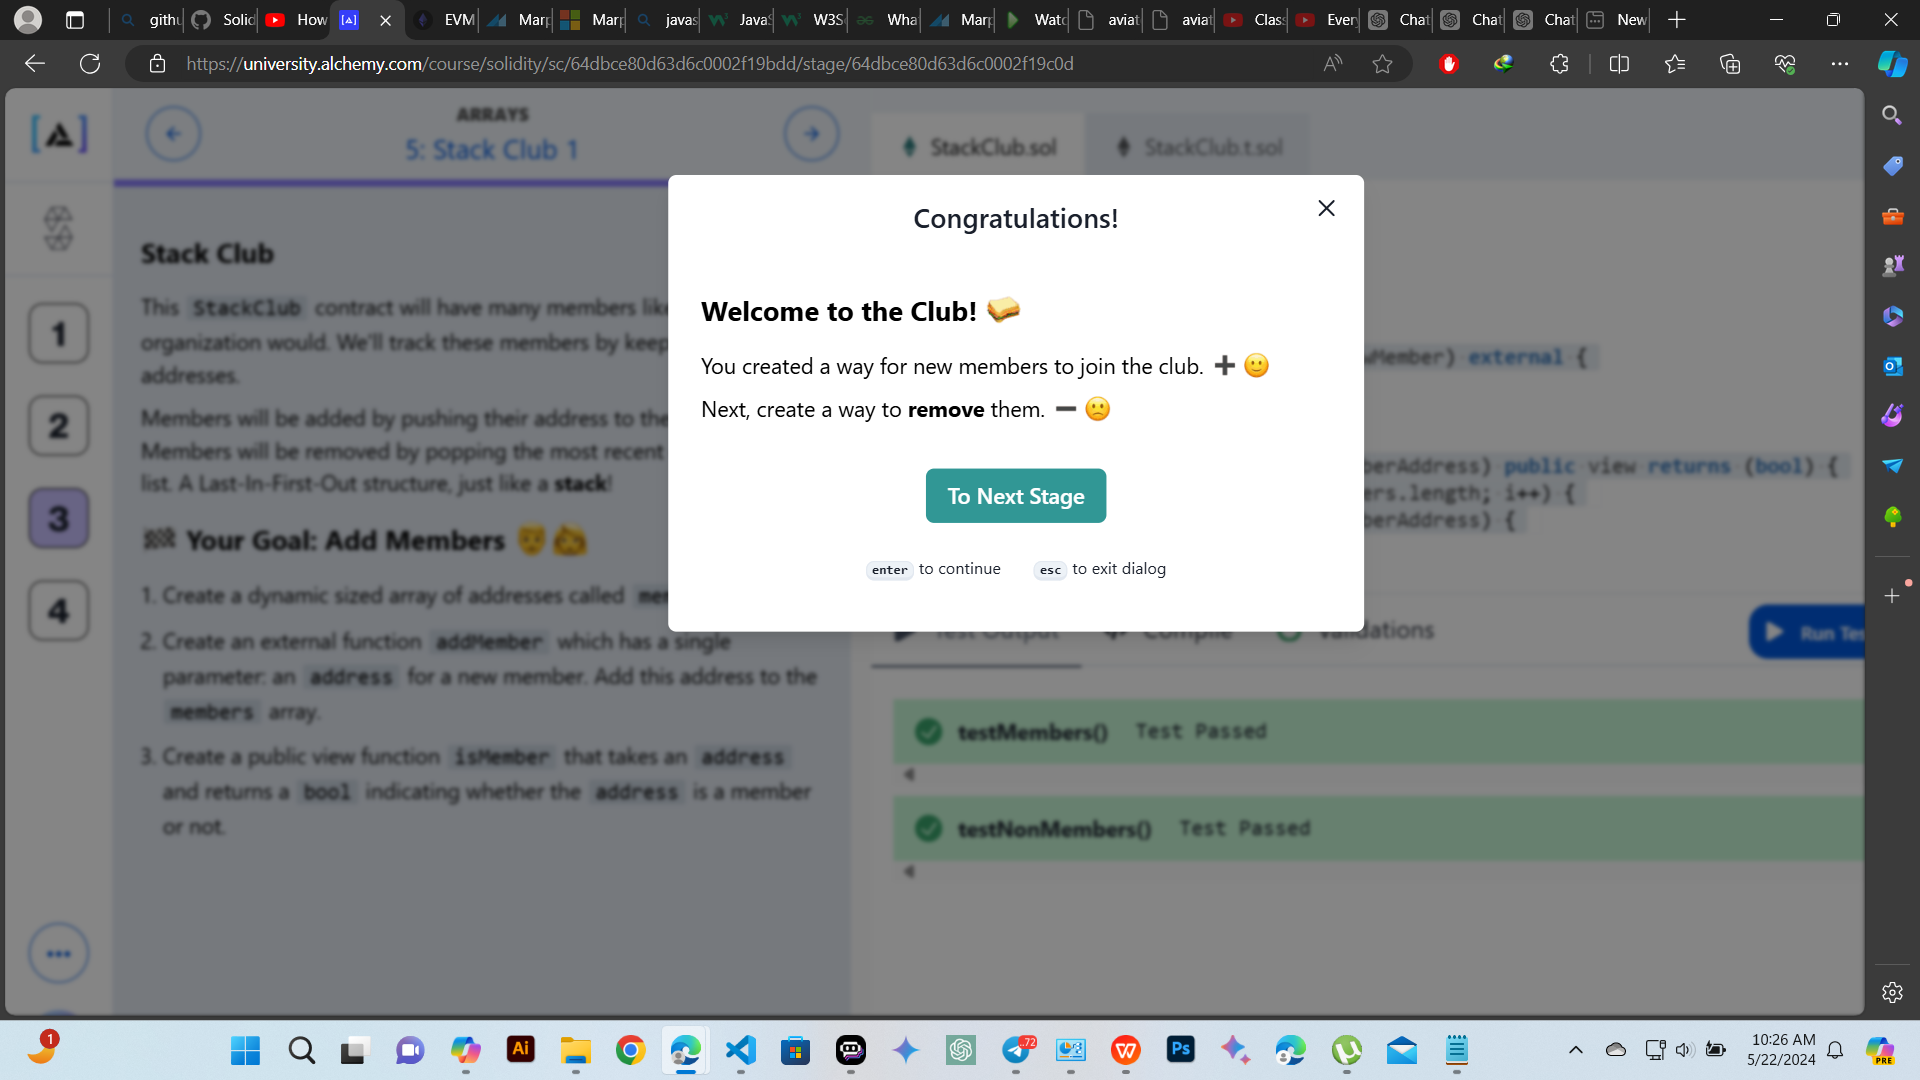 githu
Solid
How
EVM
Marp
Marp
javas
JavaS
W3Sc
Wha
Marp
Watc
aviat
aviat
Class
Every
Chat
Chat
Chat
New
https://university.alchemy.com/course/solidity/sc/64dbce80d63d6c0002f19bdd/stage/64dbce80d63d6c0002f19c0d
ARRAYS
5: Stack Club 1
StackClub.sol
StackClub.t.sol
Congratulations!
Welcome to the Club! 🥪
You created a way for new members to join the club. ➕ 🙂
Next, create a way to remove them. ➖ 🙁
To Next Stage
enter to continue esc to exit dialog
1
2
3
4
Stack Club
This StackClub contract will have many members like
organization would. We'll track these members by keep
addresses.
Members will be added by pushing their address to the
Members will be removed by popping the most recent
list. A Last-In-First-Out structure, just like a stack!
🏁 Your Goal: Add Members
1. Create a dynamic sized array of addresses called mem
2. Create an external function addMember which has a single
parameter: an address for a new member. Add this address to the
members array.
3. Create a public view function isMember that takes an address
and returns a bool indicating whether the address is a member
or not.
wMember) external {
berAddress) public view returns (bool) {
ers.length; i++) {
berAddress) {
Test Output
Compile
Validations
Run Tes
testMembers() Test Passed
testNonMembers() Test Passed
1
Ai
72
Ps
10:26 AM
5/22/2024
PRE